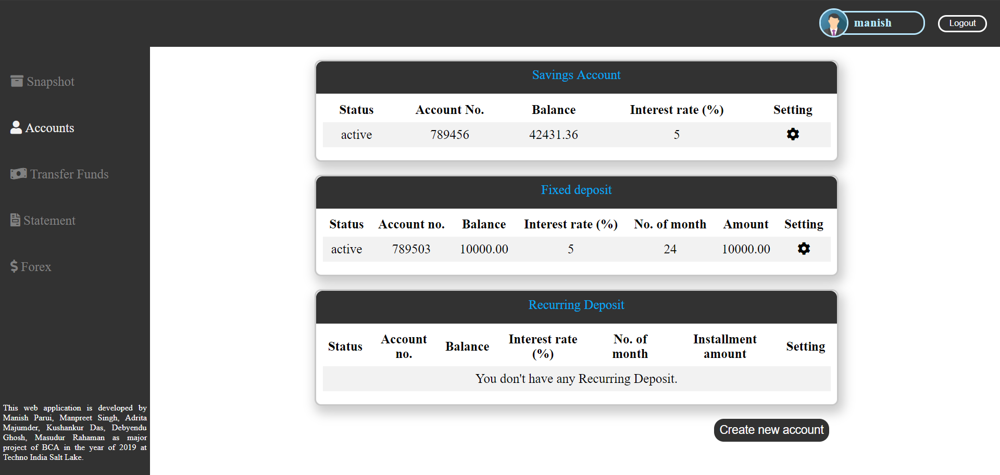 manish
Logout
Snapshot
Accounts
Transfer Funds
Statement
Forex
This web application is developed by
Manish Parui, Manpreet Singh, Adrita
Majumder, Kushankur Das, Debyendu
Ghosh, Masudur Rahaman as major
project of BCA in the year of 2019 at
Techno India Salt Lake.
Savings Account
Status Account No. Balance Interest rate (%) Setting
active 789456 42431.36 5
Fixed deposit
Status Account no. Balance Interest rate (%) No. of month Amount Setting
active 789503 10000.00 5 24 10000.00
Recurring Deposit
Status Account no. Balance Interest rate (%) No. of month Installment amount Setting
You don't have any Recurring Deposit.
Create new account